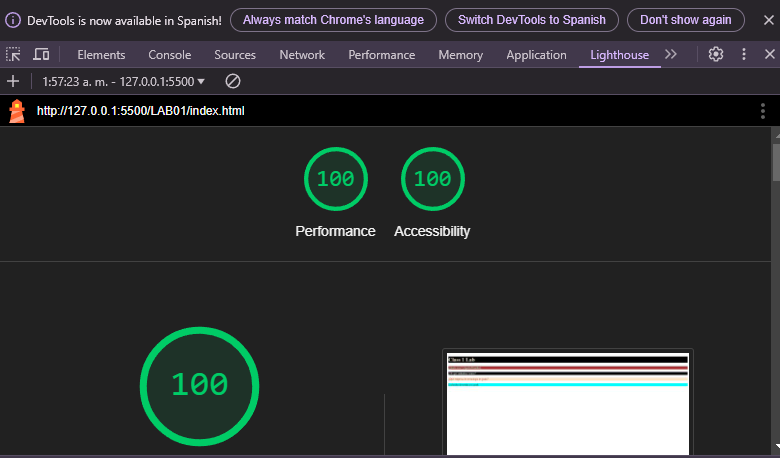 DevTools is now available in Spanish! Always match Chrome's language Switch DevTools to Spanish Don't show again
Elements Console Sources Network Performance Memory Application Lighthouse
1:57:23 a. m. - 127.0.0.1:5500
http://127.0.0.1:5500/LAB01/index.html
100 100
Performance Accessibility
100
Class 1 Lab